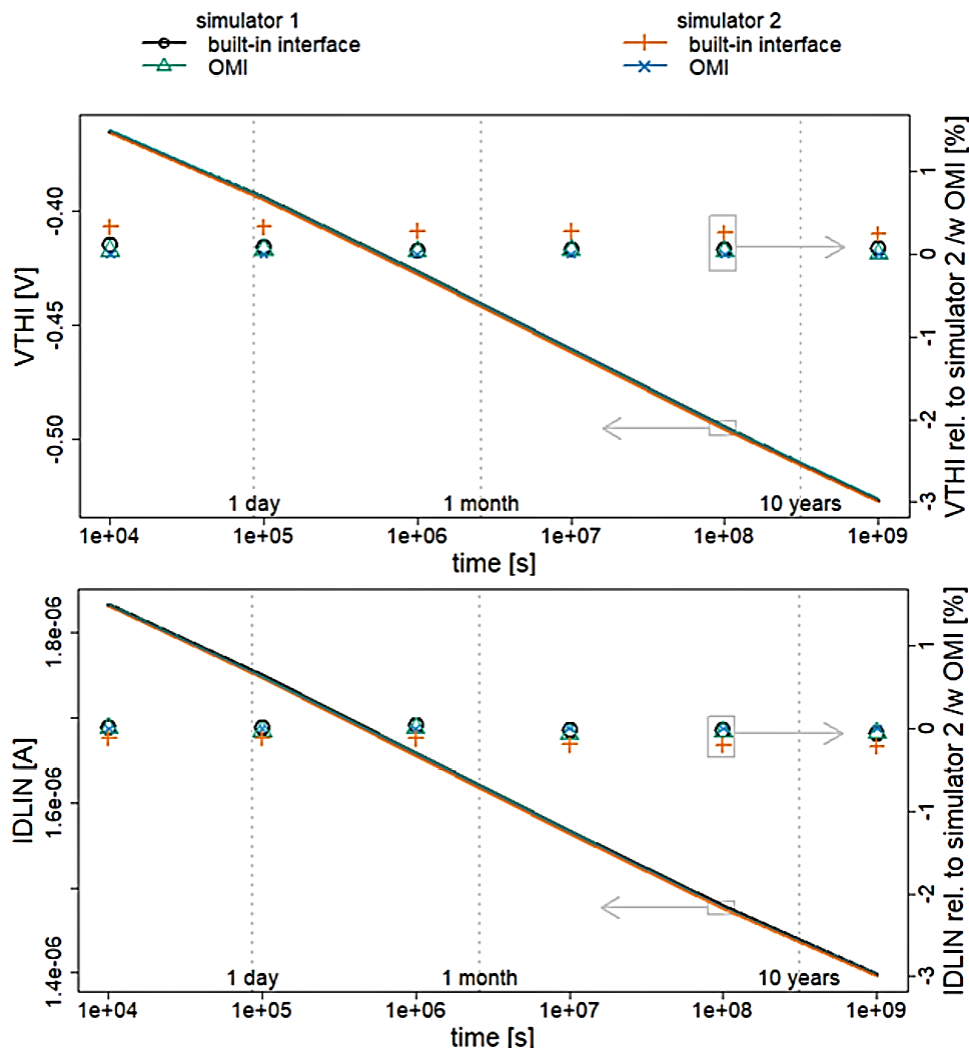 simulator 1
simulator 2
built-in interface
built-in interface
OMI
OMI
VTHI [V]
-0.40
-0.45
-0.50
1
0
-1
-2
-3
VTHI rel. to simulator 2 /w OMI [%]
1 day
1 month
10 years
1e+04
1e+05
1e+06
1e+07
1e+08
1e+09
time [s]
IDLIN [A]
1.8e-06
1.6e-06
1.4e-06
1
0
-1
-2
-3
IDLIN rel. to simulator 2 /w OMI [%]
1 day
1 month
10 years
1e+04
1e+05
1e+06
1e+07
1e+08
1e+09
time [s]